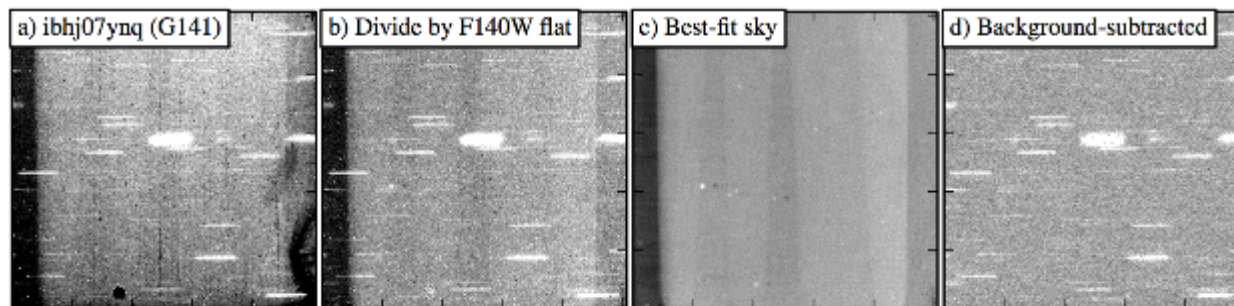 a) ibhj07ynq (G141)
b) Divide by F140W flat
c) Best-fit sky
d) Background-subtracted